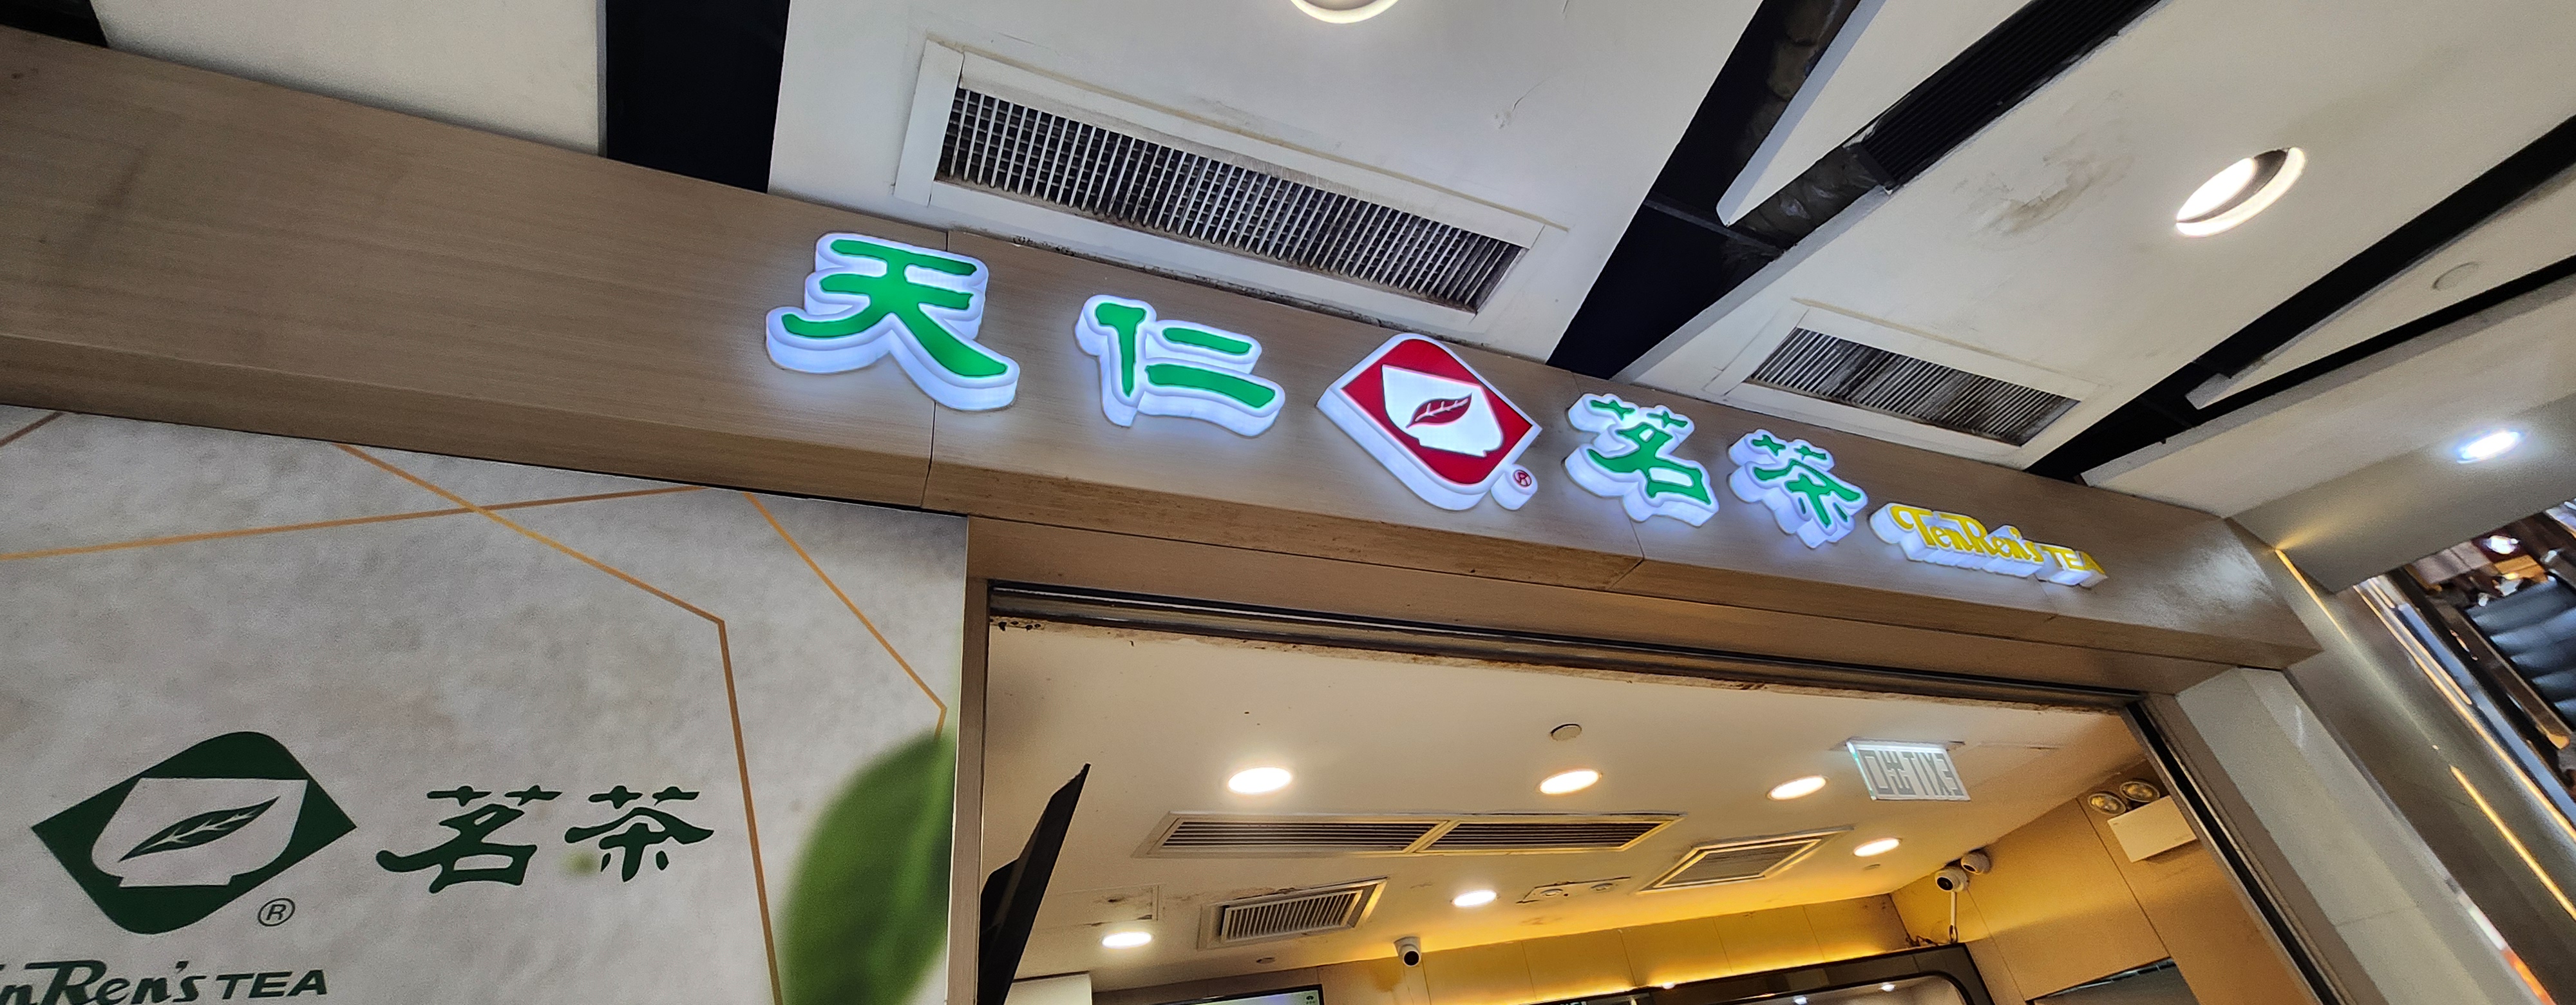 天仁 ® 茗茶 TenRen's TEA
® 茗茶
nRen's TEA
EXIT 出口